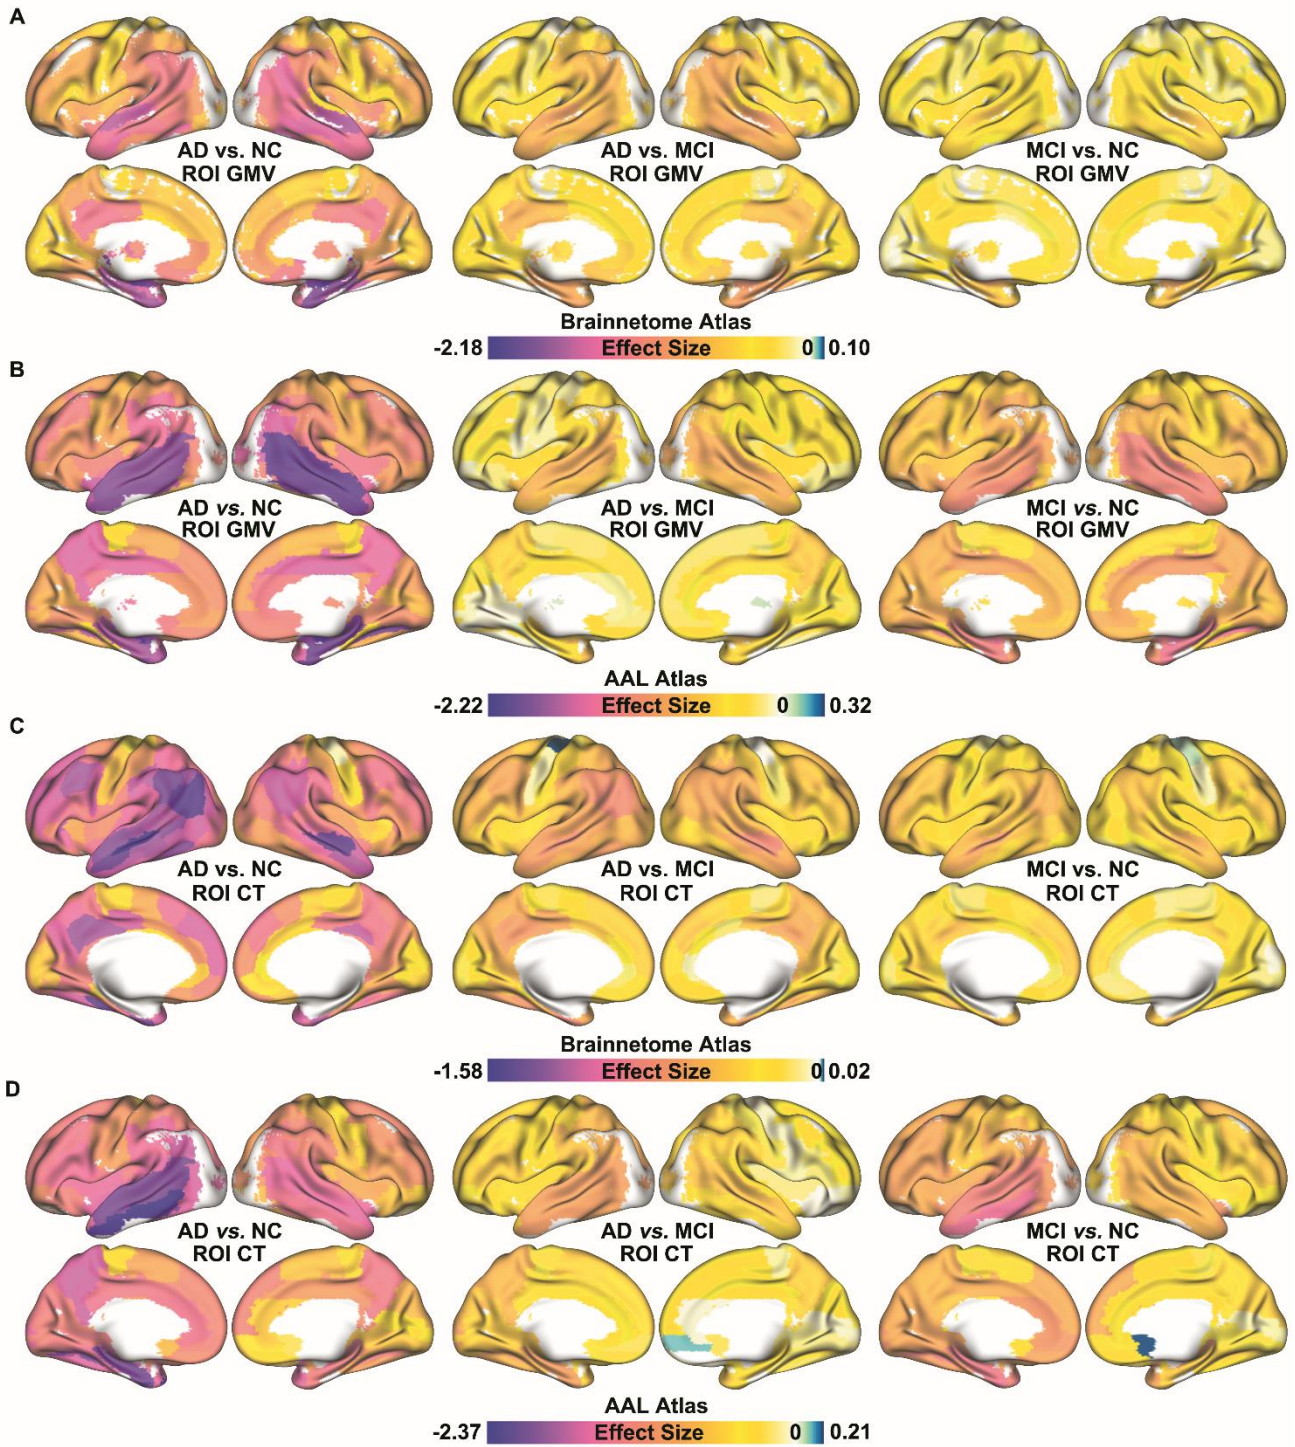 A
AD vs. NC
ROI GMV
AD vs. MCI
ROI GMV
MCI vs. NC
ROI GMV
Brainnetome Atlas
-2.18 Effect Size 0 0.10
B
AD vs. NC
ROI GMV
AD vs. MCI
ROI GMV
MCI vs. NC
ROI GMV
AAL Atlas
-2.22 Effect Size 0 0.32
C
AD vs. NC
ROI CT
AD vs. MCI
ROI CT
MCI vs. NC
ROI CT
Brainnetome Atlas
-1.58 Effect Size 0 0.02
D
AD vs. NC
ROI CT
AD vs. MCI
ROI CT
MCI vs. NC
ROI CT
AAL Atlas
-2.37 Effect Size 0 0.21